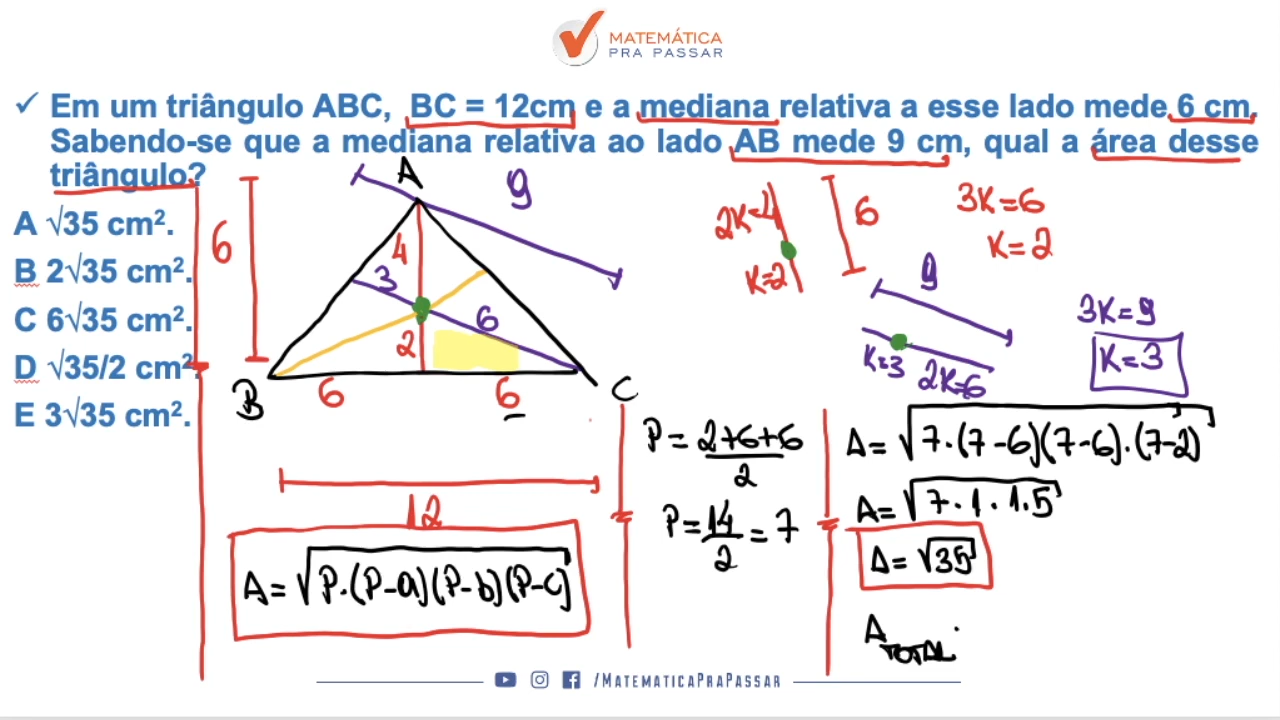 MATEMÁTICA
PRA PASSAR
✓ Em um triângulo ABC, BC = 12cm e a mediana relativa a esse lado mede 6 cm.
Sabendo-se que a mediana relativa ao lado AB mede 9 cm, qual a área desse
triângulo?
A √35 cm².
B 2√35 cm².
C 6√35 cm².
D √35/2 cm².
E 3√35 cm².
A
9
6
4
3
6
2
B
6
6
C
12
2K=4
K=2
6
3K=6
K=2
9
K=3
2K=6
3K=9
K=3
A=√P.(P-a)(P-b)(P-c)
P=2+6+6
2
P=14=7
2
A=√7.(7-6)(7-6).(7-2)
A=√7.1.1.5
A=√35
A TOTAL
/MatematicaPraPassar